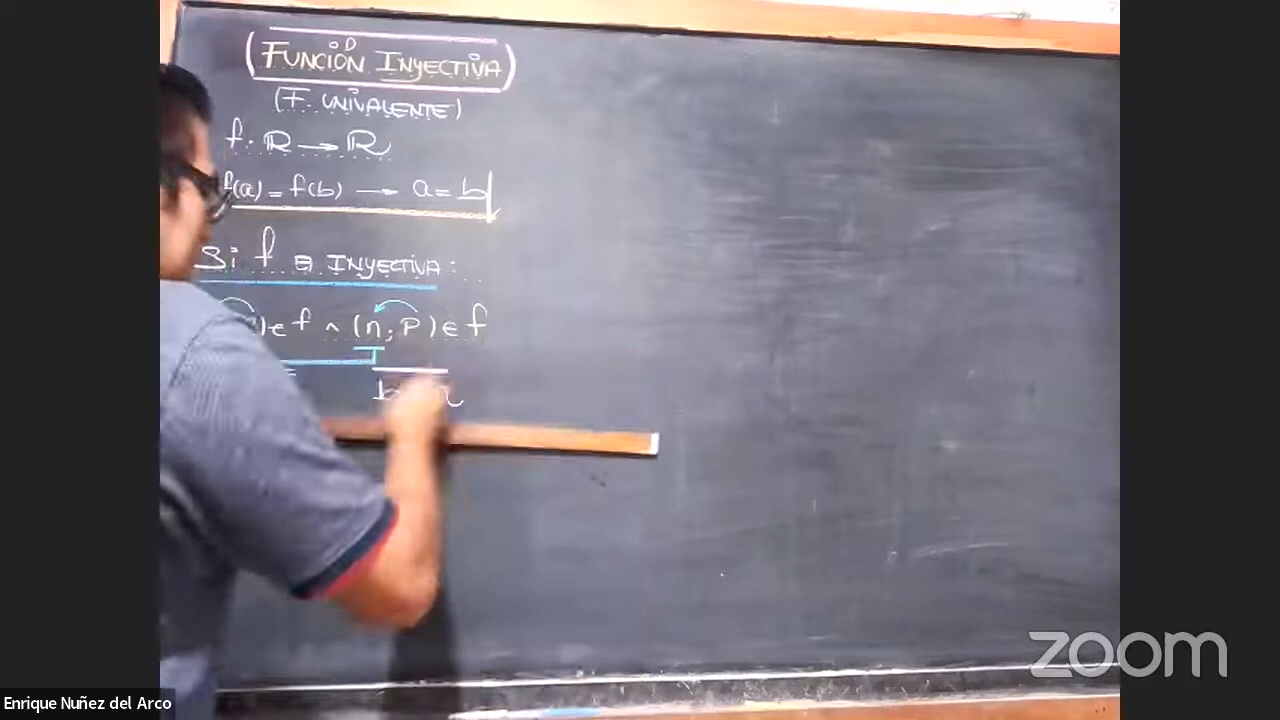 (FUNCIÓN INYECTIVA)
(F. UNIVALENTE)
f: ℝ → ℝ
f(a) = f(b) → a = b
Si f es INYECTIVA:
) ∈ f ∧ (n; P) ∈ f
b
zoom
Enrique Nuñez del Arco